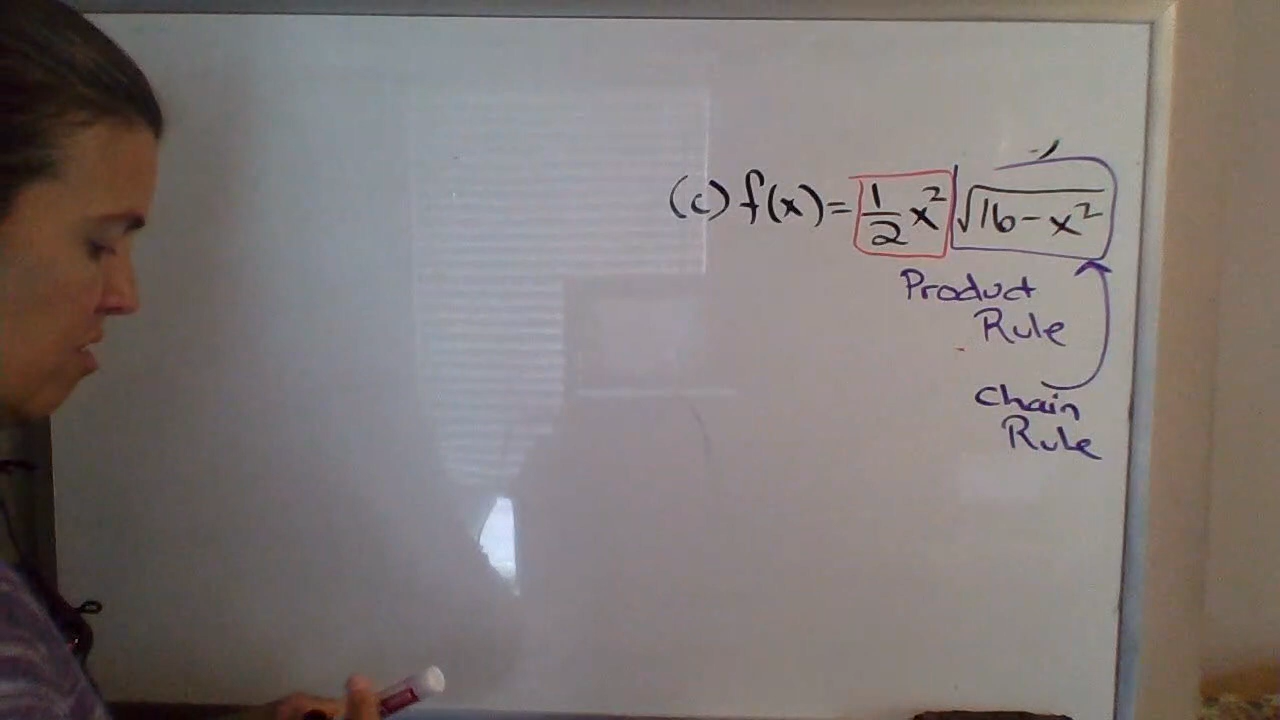 (c) f(x) = 1/2 x² √16-x²
Product
Rule
Chain
Rule